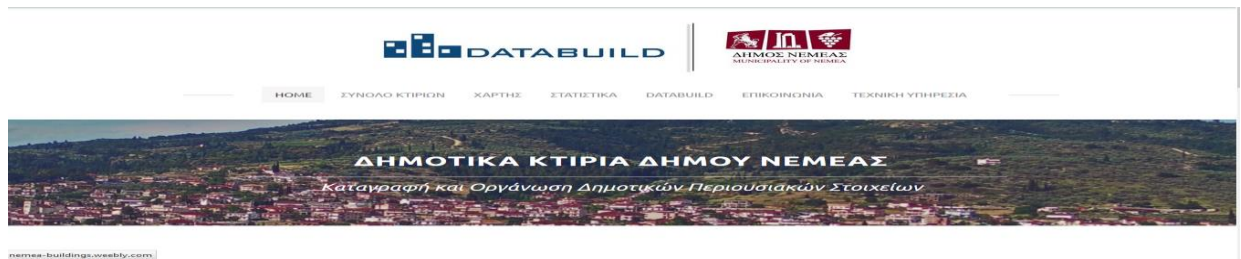 DATABUILD
ΔΗΜΟΣ ΝΕΜΕΑΣ
MUNICIPALITY OF NEMEA
HOME ΣΥΝΟΛΟ ΚΤΙΡΙΩΝ ΧΑΡΤΗΣ ΣΤΑΤΙΣΤΙΚΑ DATABUILD ΕΠΙΚΟΙΝΩΝΙΑ ΤΕΧΝΙΚΗ ΥΠΗΡΕΣΙΑ
ΔΗΜΟΤΙΚΑ ΚΤΙΡΙΑ ΔΗΜΟΥ ΝΕΜΕΑΣ
Καταγραφή και Οργάνωση Δημοτικών Περιουσιακών Στοιχείων
nemea-buildings.weebly.com